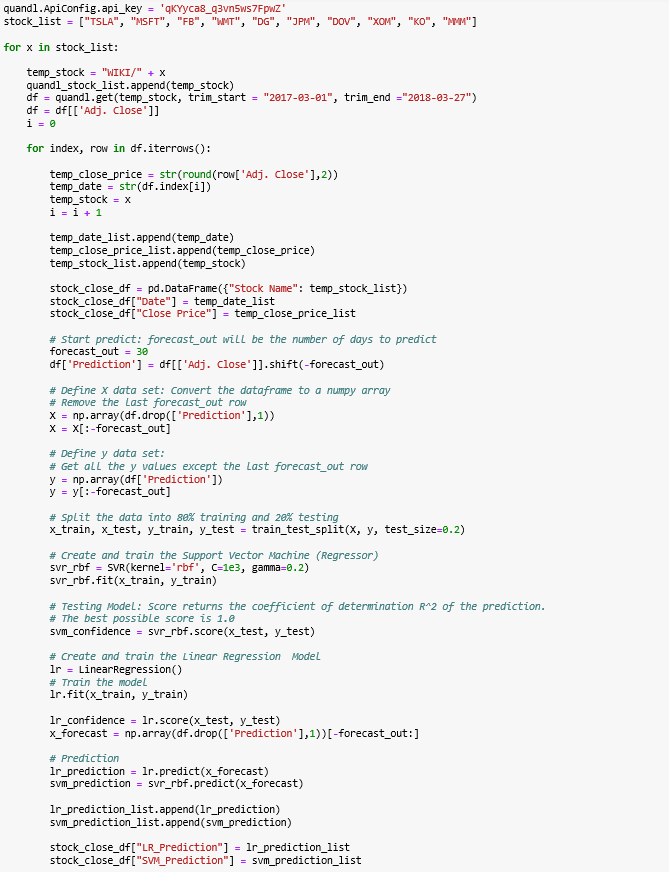 quandl.ApiConfig.api_key = 'qKYyca8_q3vn5ws7FpwZ'
stock_list = ["TSLA", "MSFT", "FB", "WMT", "DG", "JPM", "DOV", "XOM", "KO", "MMM"]
for x in stock_list:
temp_stock = "WIKI/" + x
quandl_stock_list.append(temp_stock)
df = quandl.get(temp_stock, trim_start = "2017-03-01", trim_end ="2018-03-27")
df = df[['Adj. Close']]
i = 0
for index, row in df.iterrows():
temp_close_price = str(round(row['Adj. Close'],2))
temp_date = str(df.index[i])
temp_stock = x
i = i + 1
temp_date_list.append(temp_date)
temp_close_price_list.append(temp_close_price)
temp_stock_list.append(temp_stock)
stock_close_df = pd.DataFrame({"Stock Name": temp_stock_list})
stock_close_df["Date"] = temp_date_list
stock_close_df["Close Price"] = temp_close_price_list
# Start predict: forecast_out will be the number of days to predict
forecast_out = 30
df['Prediction'] = df[['Adj. Close']].shift(-forecast_out)
# Define X data set: Convert the dataframe to a numpy array
# Remove the last forecast_out row
X = np.array(df.drop(['Prediction'],1))
X = X[:-forecast_out]
# Define y data set:
# Get all the y values except the last forecast_out row
y = np.array(df['Prediction'])
y = y[:-forecast_out]
# Split the data into 80% training and 20% testing
x_train, x_test, y_train, y_test = train_test_split(X, y, test_size=0.2)
# Create and train the Support Vector Machine (Regressor)
svr_rbf = SVR(kernel='rbf', C=1e3, gamma=0.2)
svr_rbf.fit(x_train, y_train)
# Testing Model: Score returns the coefficient of determination R^2 of the prediction.
# The best possible score is 1.0
svm_confidence = svr_rbf.score(x_test, y_test)
# Create and train the Linear Regression  Model
lr = LinearRegression()
# Train the model
lr.fit(x_train, y_train)
lr_confidence = lr.score(x_test, y_test)
x_forecast = np.array(df.drop(['Prediction'],1))[-forecast_out:]
# Prediction
lr_prediction = lr.predict(x_forecast)
svm_prediction = svr_rbf.predict(x_forecast)
lr_prediction_list.append(lr_prediction)
svm_prediction_list.append(svm_prediction)
stock_close_df["LR_Prediction"] = lr_prediction_list
stock_close_df["SVM_Prediction"] = svm_prediction_list